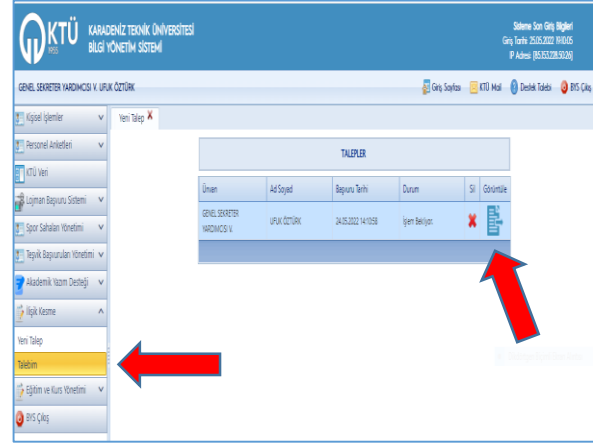 KTÜ
BYS
KARADENİZ TEKNİK ÜNİVERSİTESİ
BİLGİ YÖNETİM SİSTEMİ
Sisteme Son Giriş Bilgileri
Giriş Tarihi: 25.05.2022 19:10:05
GENEL SEKRETER YARDIMCISI V. UFUK ÖZTÜRK
Giriş Sayfası
KTÜ Mail
Destek Talebi
BYS Çıkış
Kişisel İşlemler
Personel Anketleri
KTÜ Veri
Lojman Başvuru Sistemi
Spor Sahaları Yönetimi
Teşvik Başvuruları Yönetimi
Akademik Yazım Desteği
İlişik Kesme
Yeni Talep
Talebim
Eğitim ve Kurs Yönetimi
BYS Çıkış
Yeni Talep
TALEPLER
Ünvan Ad Soyad Başvuru Tarihi Durum Sil Görüntüle
GENEL SEKRETER
YARDIMCISI V.
UFUK ÖZTÜRK
24.05.2022 14:10:58
İşlem Bekliyor.